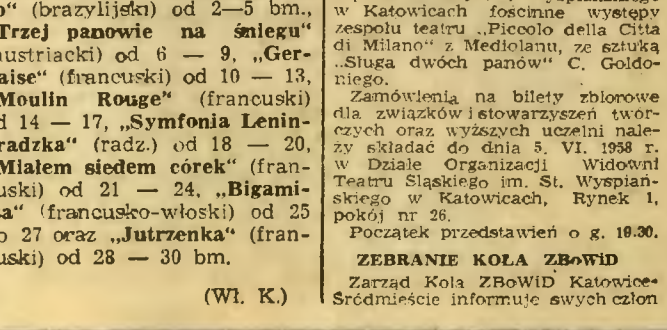 (brazylijski) od 2—5 bm.,
Trzej panowie na śniegu"
(austriacki) od 6 — 9, „Ger-
aise" (francuski) od 10 — 13,
Moulin Rouge" (francuski)
d 14 — 17, „Symfonia Lenin-
radzka" (radz.) od 18 — 20,
Miałem siedem córek" (fran-
uski) od 21 — 24, „Bigami-
a" (francusko-włoski) od 25
o 27 oraz „Jutrzenka" (fran-
uski) od 28 — 30 bm.
(Wł. K.)
w Katowicach gościnne występy
zespołu teatru „Piccolo della Citta
di Milano" z Mediolanu, ze sztuką
„Sługa dwóch panów" C. Goldo-
niego.
Zamówienia na bilety zbiorowe
dla związków i stowarzyszeń twór-
czych oraz wyższych uczelni nale-
ży składać do dnia 5. VI. 1958 r.
w Dziale Organizacji Widowni
Teatru Śląskiego im. St. Wyspiań-
skiego w Katowicach, Rynek 1,
pokój nr 26.
Początek przedstawień o g. 19.30.
ZEBRANIE KOŁA ZBoWiD
Zarząd Koła ZBoWiD Katowice-
Śródmieście informuje swych człon